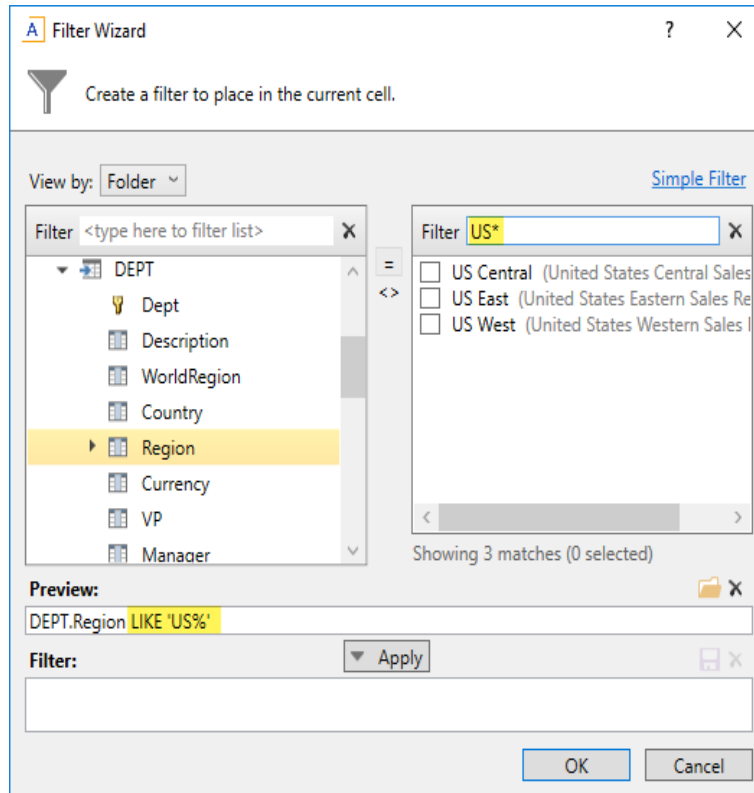 A Filter Wizard ?
Create a filter to place in the current cell.
View by: Folder
Simple Filter
Filter <type here to filter list>
DEPT
Dept
Description
WorldRegion
Country
Region
Currency
VP
Manager
=
<>
Filter US*
US Central (United States Central Sales
US East (United States Eastern Sales Re
US West (United States Western Sales
Showing 3 matches (0 selected)
Preview:
DEPT.Region LIKE 'US%'
Filter:
Apply
OK
Cancel